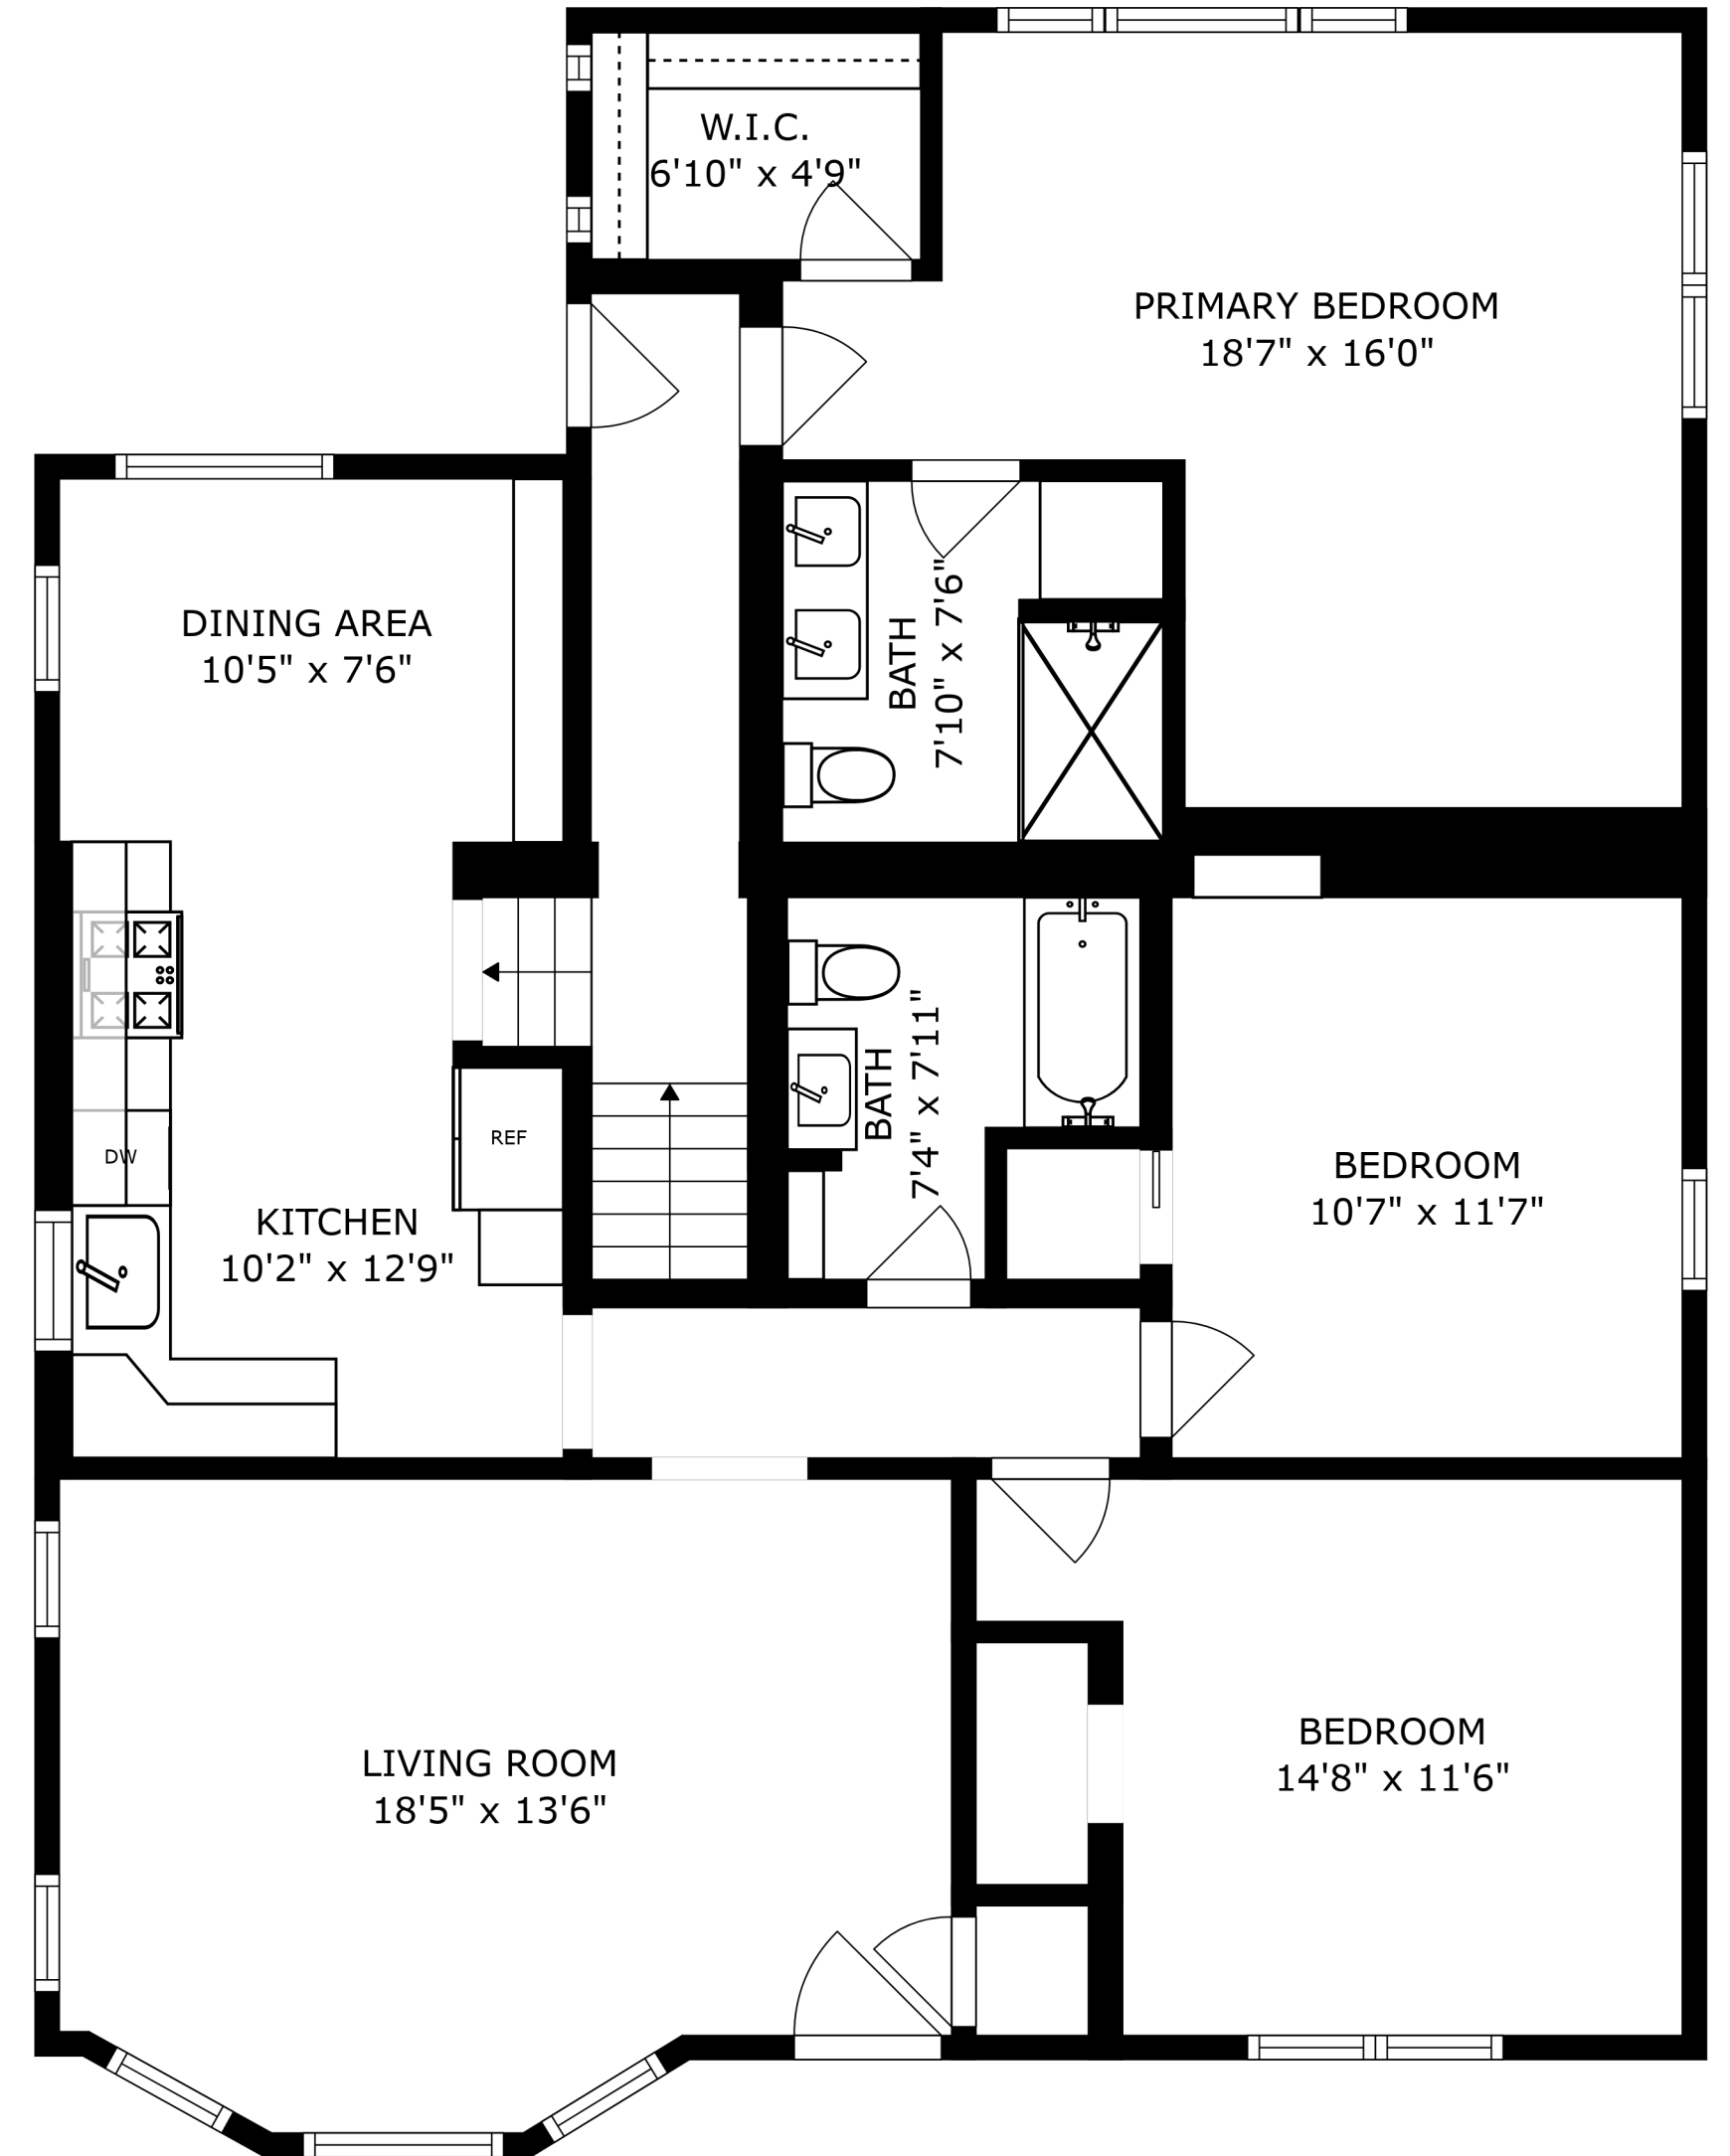 W.I.C.
6'10" x 4'9"
PRIMARY BEDROOM
18'7" x 16'0"
DINING AREA
10'5" x 7'6"
BATH
7'10" x 7'6"
BATH
7'4" x 7'11"
REF
DW
KITCHEN
10'2" x 12'9"
BEDROOM
10'7" x 11'7"
LIVING ROOM
18'5" x 13'6"
BEDROOM
14'8" x 11'6"